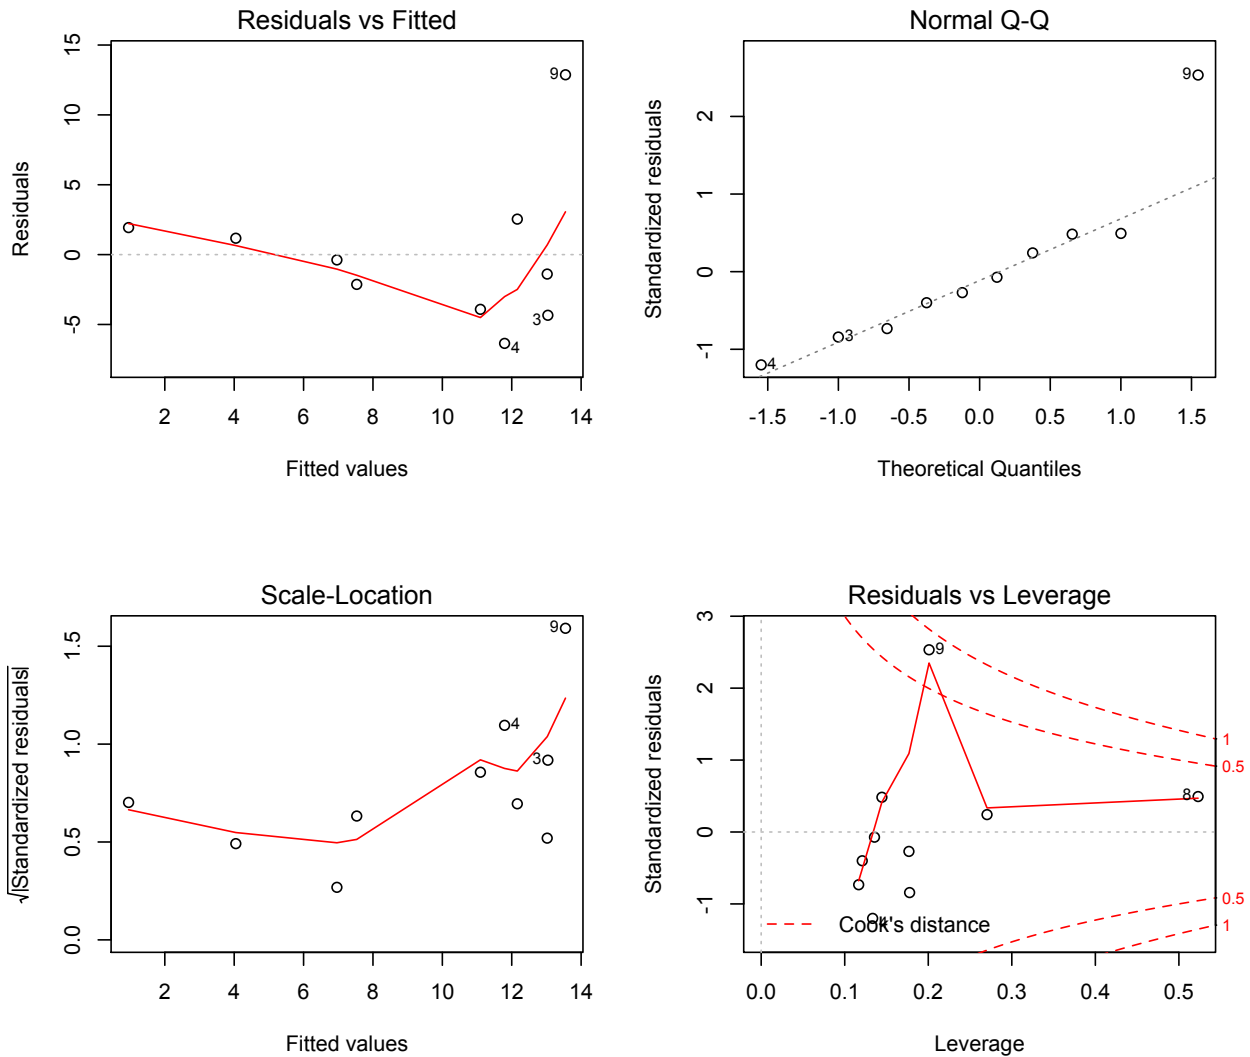 Residuals vs Fitted
Residuals
15
10
5
0
-5
9
3
4
2 4 6 8 10 12 14
Fitted values
Normal Q-Q
Standardized residuals
2
1
0
-1
9
3
4
-1.5 -1.0 -0.5 0.0 0.5 1.0 1.5
Theoretical Quantiles
Scale-Location
√|Standardized residuals|
1.5
1.0
0.5
0.0
9
4
3
2 4 6 8 10 12 14
Fitted values
Residuals vs Leverage
Standardized residuals
3
2
1
0
-1
9
8
4
1
0.5
0.5
1
Cook's distance
0.0 0.1 0.2 0.3 0.4 0.5
Leverage